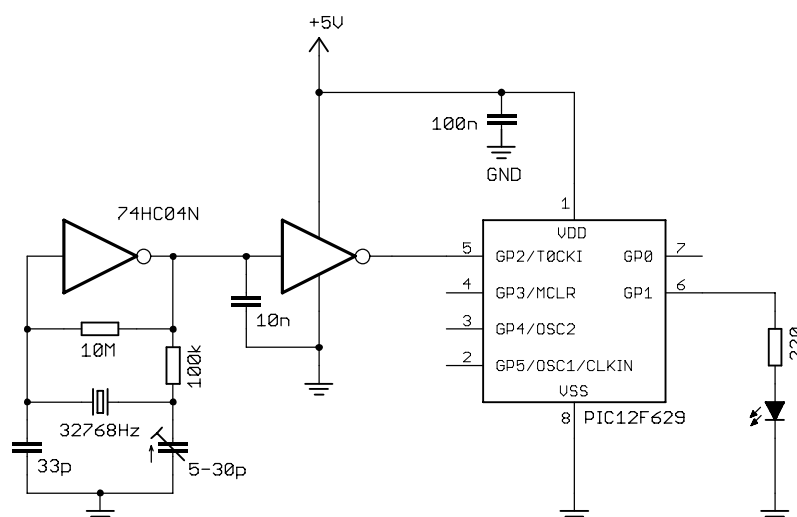 +5V
100n
GND
74HC04N
1
VDD
5
GP2/T0CKI
GP0
7
4
GP3/MCLR
GP1
6
10n
3
GP4/OSC2
10M
100k
2
GP5/OSC1/CLKIN
220
VSS
32768Hz
8
PIC12F629
33p
5-30p